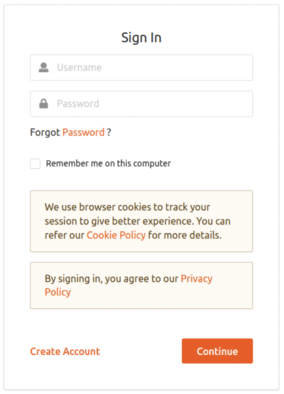 Sign In
Username
Password
Forgot Password ?
Remember me on this computer
We use browser cookies to track your
session to give better experience. You can
refer our Cookie Policy for more details.
By signing in, you agree to our Privacy
Policy
Create Account
Continue